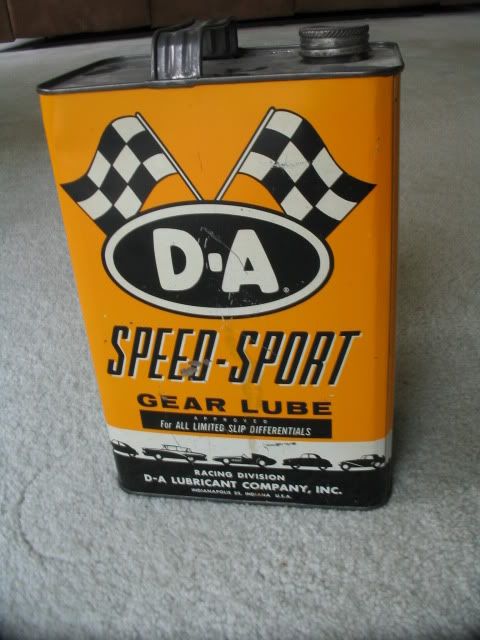 D-A®
SPEED-SPORT
GEAR LUBE
APPROVED
For ALL LIMITED SLIP DIFFERENTIALS
RACING DIVISION
D-A LUBRICANT COMPANY, INC.
INDIANAPOLIS 23, INDIANA U.S.A.